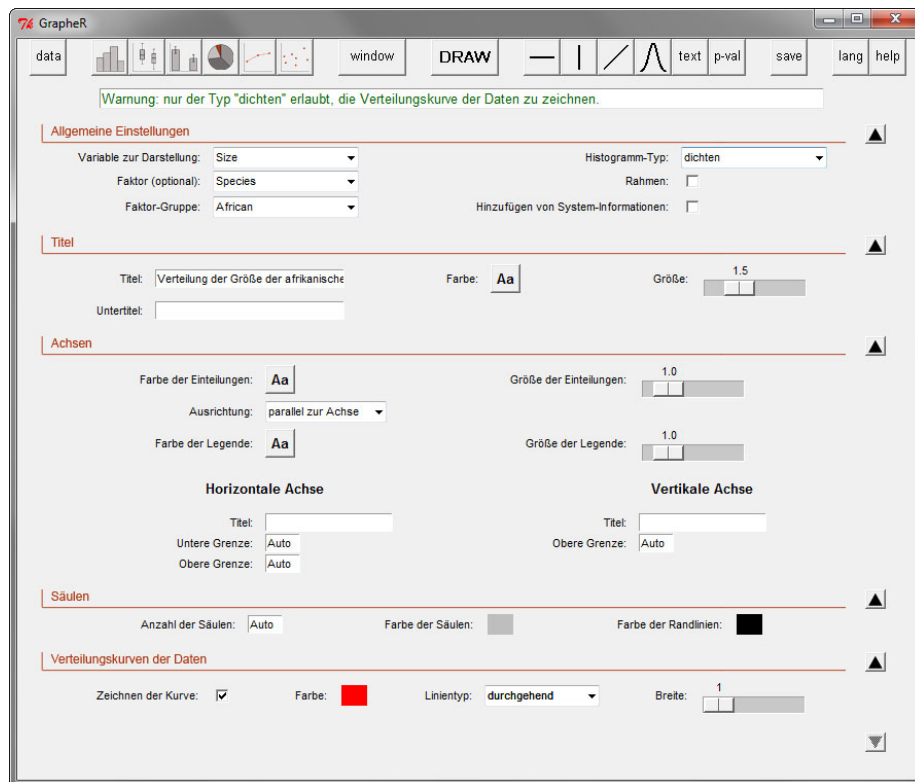 GrapheR
data window DRAW text p-val save lang help
Warnung: nur der Typ "dichten" erlaubt, die Verteilungskurve der Daten zu zeichnen.
Allgemeine Einstellungen
Variable zur Darstellung: Size Histogramm-Typ: dichten
Faktor (optional): Species Rahmen:
Faktor-Gruppe: African Hinzufügen von System-Informationen:
Titel
Titel: Verteilung der Größe der afrikanische Farbe: Aa Größe: 1.5
Untertitel:
Achsen
Farbe der Einteilungen: Aa Größe der Einteilungen: 1.0
Ausrichtung: parallel zur Achse
Farbe der Legende: Aa Größe der Legende: 1.0
Horizontale Achse Vertikale Achse
Titel: Titel:
Untere Grenze: Auto Obere Grenze: Auto
Obere Grenze: Auto
Säulen
Anzahl der Säulen: Auto Farbe der Säulen: Farbe der Randlinien:
Verteilungskurven der Daten
Zeichnen der Kurve: Farbe: Linientyp: durchgehend Breite: 1